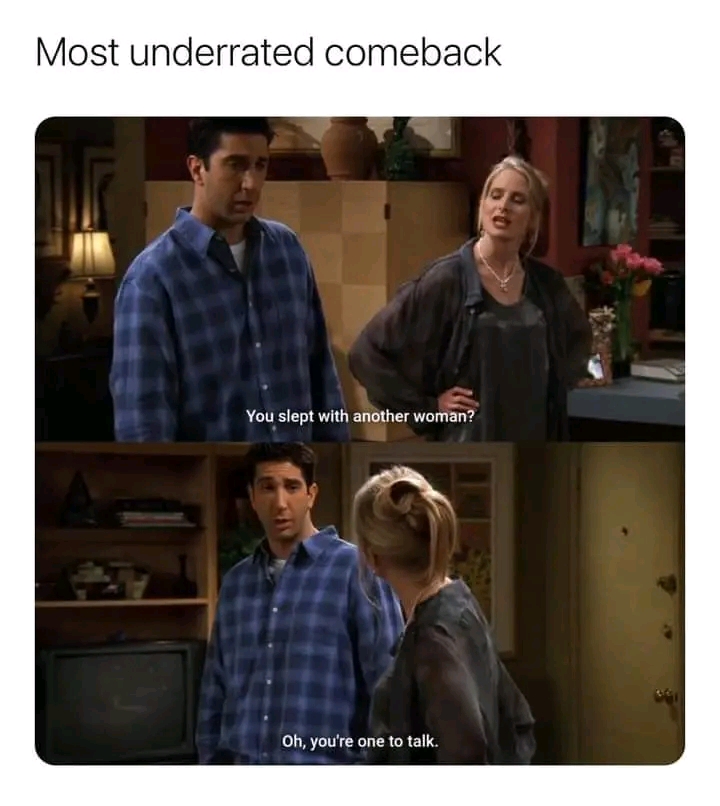 Most underrated comeback
You slept with another woman?
Oh, you're one to talk.